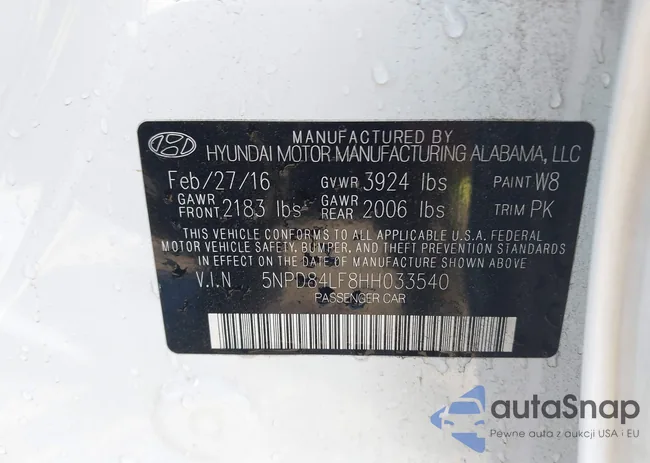 MANUFACTURED BY
HYUNDAI MOTOR MANUFACTURING ALABAMA, LLC
Feb/27/16 GVWR 3924 lbs PAINT W8
GAWR FRONT 2183 lbs GAWR REAR 2006 lbs TRIM PK
THIS VEHICLE CONFORMS TO ALL APPLICABLE U.S.A. FEDERAL
MOTOR VEHICLE SAFETY, BUMPER, AND THEFT PREVENTION STANDARDS
IN EFFECT ON THE DATE OF MANUFACTURE SHOWN ABOVE.
V.I.N 5NPD84LF8HH033540
PASSENGER CAR
autoSnap
Pewne auta z aukcji USA i EU